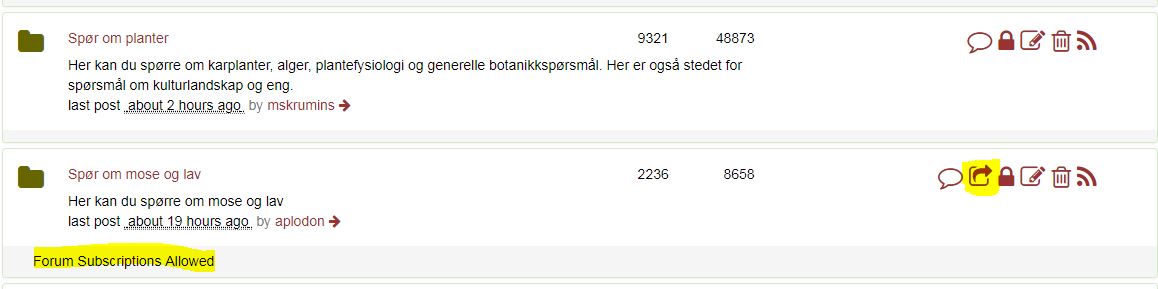 Spør om planter 9321 48873
Her kan du spørre om karplanter, alger, plantefysiologi og generelle botanikkspørsmål. Her er også stedet for
spørsmål om kulturlandskap og eng.
last post about 2 hours ago by mskrumins
Spør om mose og lav 2236 8658
Her kan du spørre om mose og lav
last post about 19 hours ago by aplodon
Forum Subscriptions Allowed